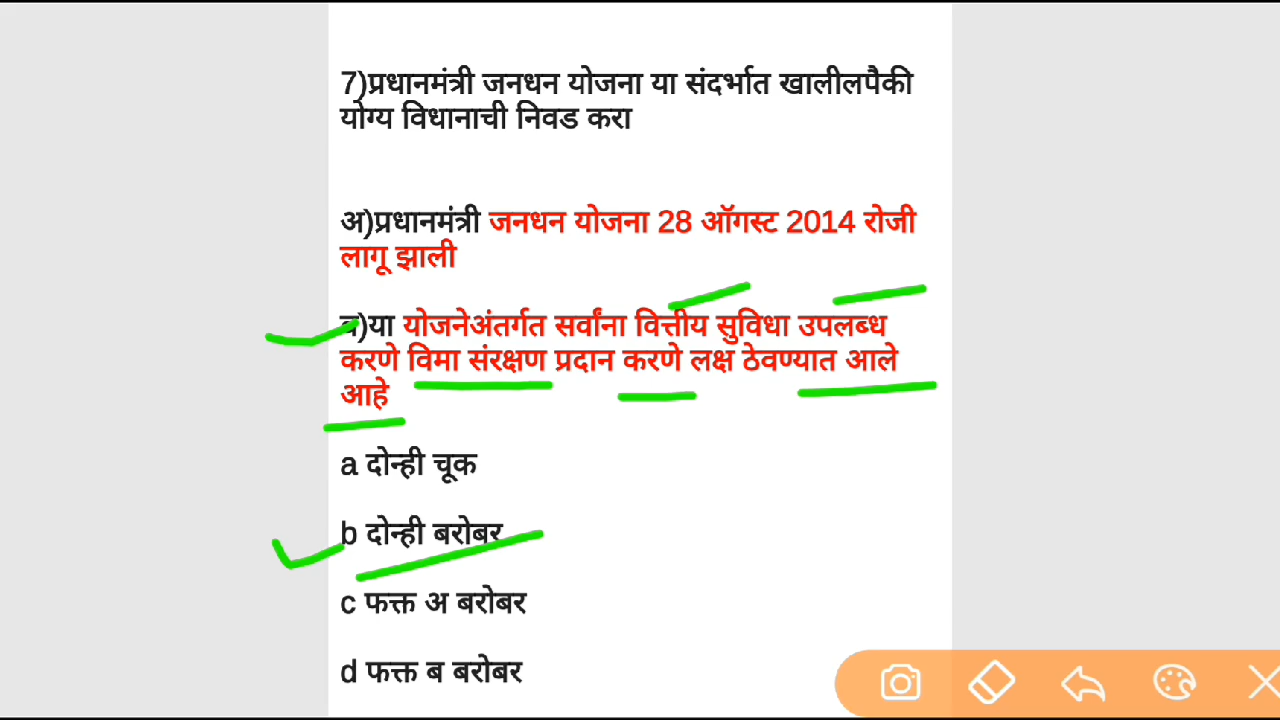 7)प्रधानमंत्री जनधन योजना या संदर्भात खालीलपैकी
योग्य विधानाची निवड करा
अ)प्रधानमंत्री जनधन योजना 28 ऑगस्ट 2014 रोजी
लागू झाली
ब)या योजनेअंतर्गत सर्वांना वित्तीय सुविधा उपलब्ध
करणे विमा संरक्षण प्रदान करणे लक्ष ठेवण्यात आले
आहे
a दोन्ही चूक
b दोन्ही बरोबर
c फक्त अ बरोबर
d फक्त ब बरोबर